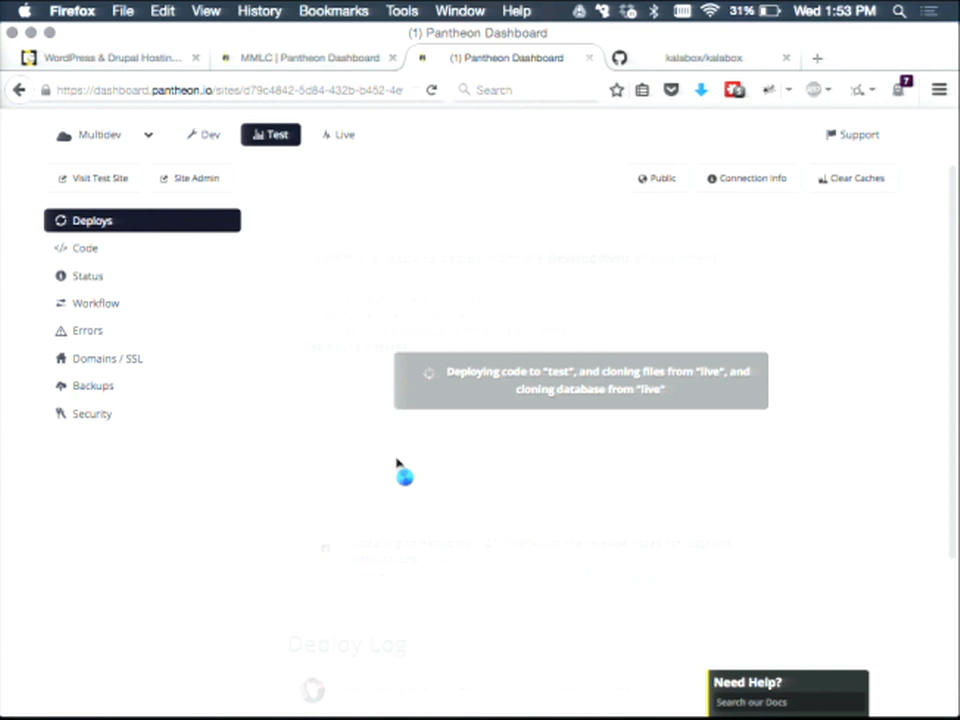 Firefox File Edit View History Bookmarks Tools Window Help 31% Wed 1:53 PM
(1) Pantheon Dashboard
WordPress & Drupal Hostin... MMLC | Pantheon Dashboard (1) Pantheon Dashboard kalabox/kalabox
https://dashboard.pantheon.io/sites/d79c4842-5d84-432b-b452-4e Search 7
Multidev Dev Test Live Support
Visit Test Site Site Admin Public Connection Info Clear Caches
Deploys
Code
Status
Workflow
Errors
Domains / SSL
Backups
Security
Deploying code to "test", and cloning files from "live", and
cloning database from "live"
Deploy Log
Need Help?
Search our Docs